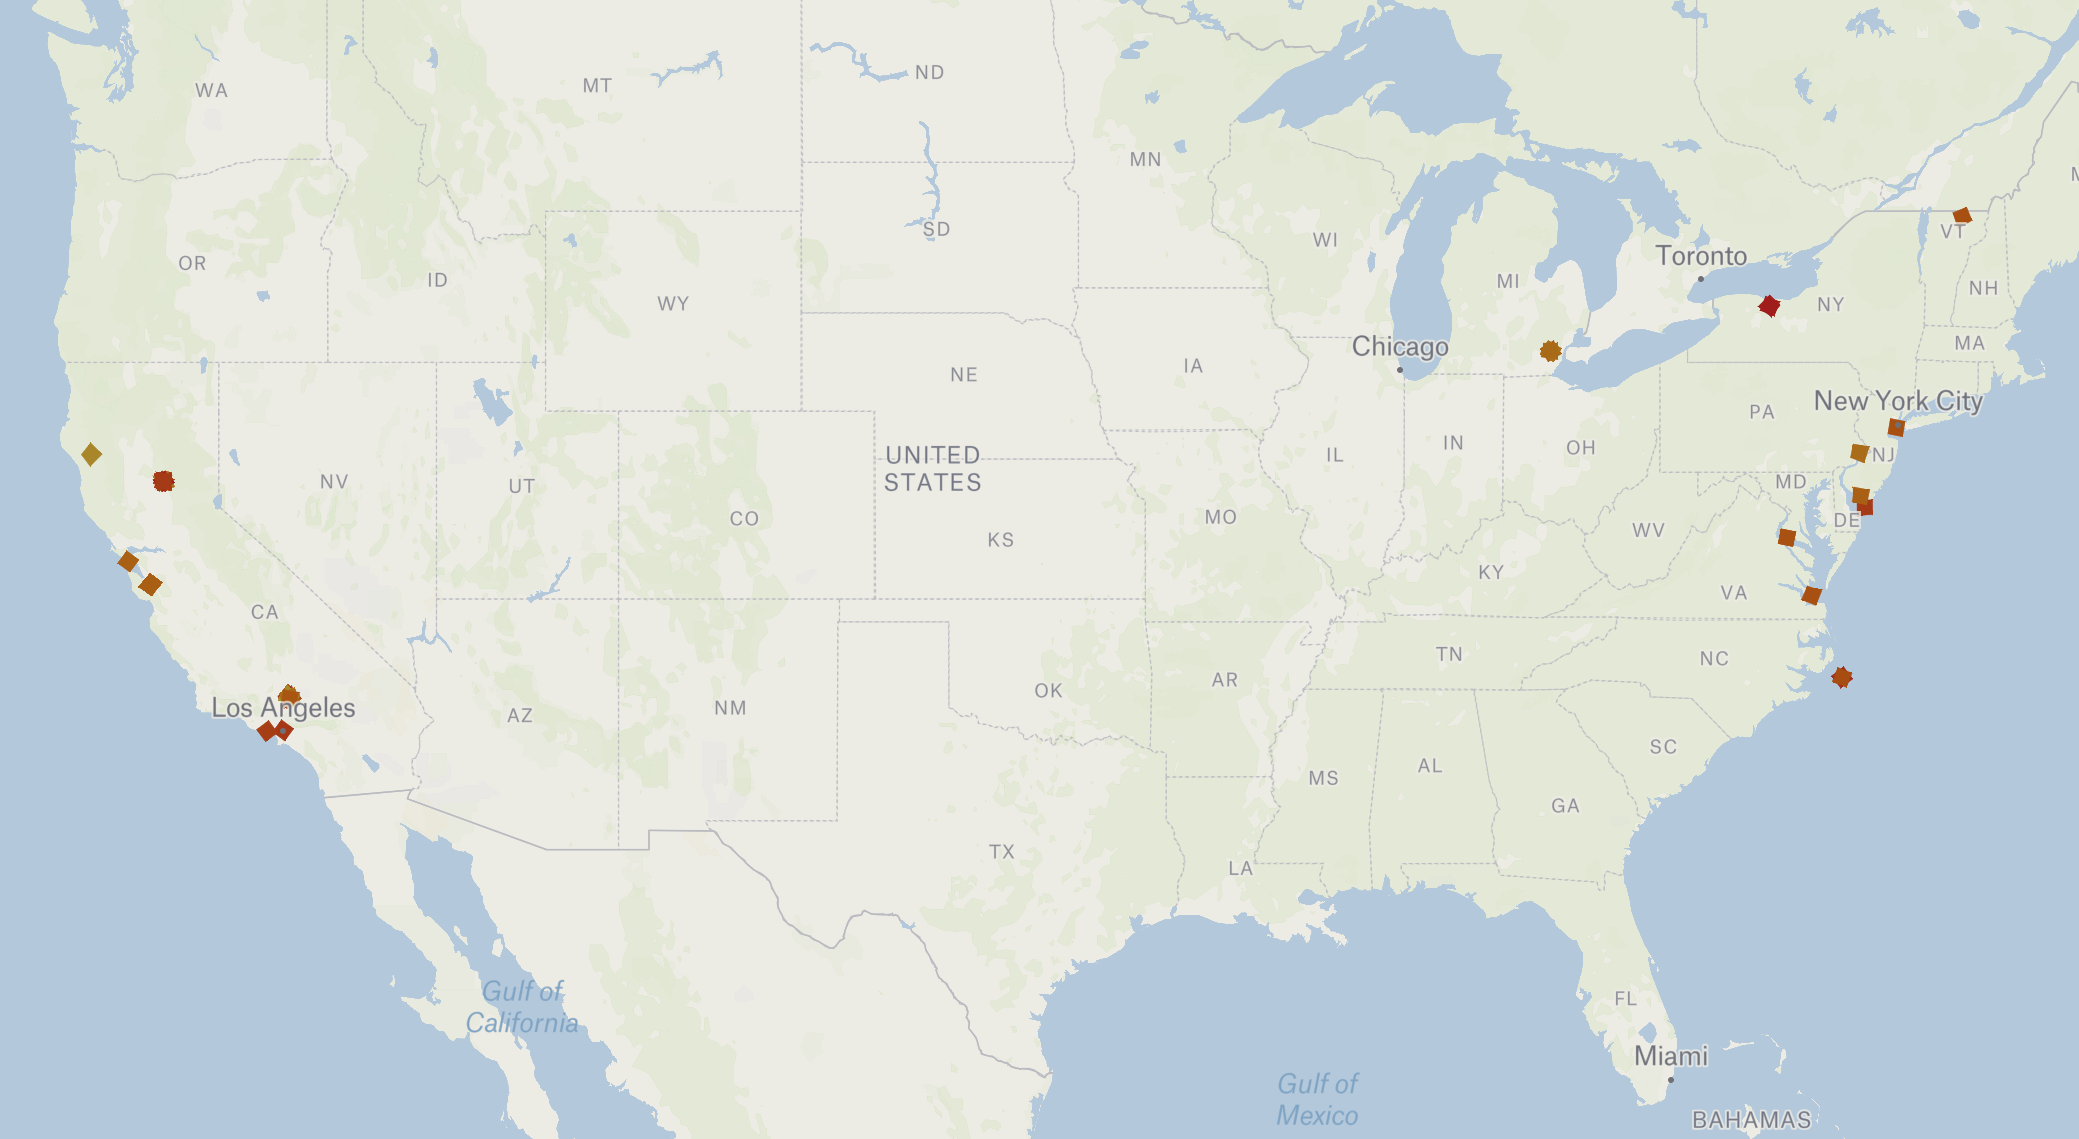 ND
MT
WA
MN
M
SD
VT
WI
Toronto
OR
ID
MI
NH
WY
NY
Chicago
MA
IA
NE
New York City
PA
UNITED
STATES
IN
OH
IL
NJ
NV
UT
MD
CO
MO
DE
KS
WV
KY
VA
CA
TN
NC
AR
OK
Los Angeles
NM
AZ
SC
AL
MS
GA
TX
LA
Gulf of
California
FL
Miami
Gulf of
Mexico
BAHAMAS